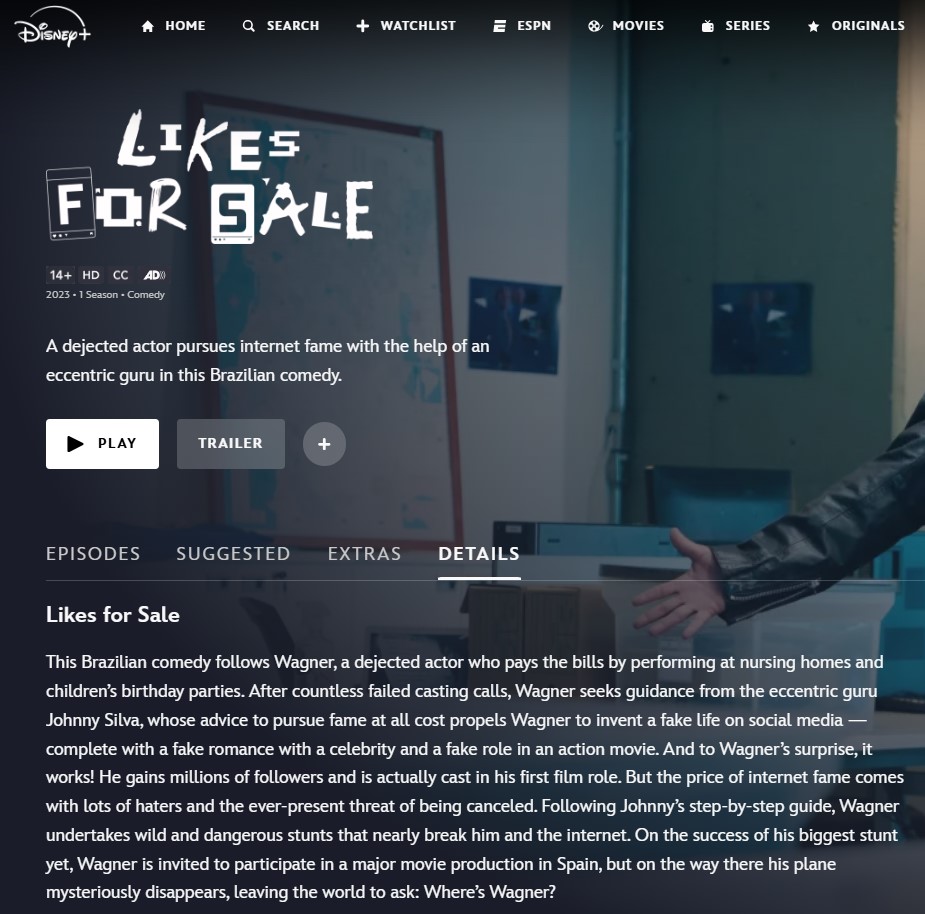 Disney+
HOME
SEARCH
WATCHLIST
ESPN
MOVIES
SERIES
ORIGINALS
LIKES
FOR SALE
14+ HD CC AD
2023 • 1 Season • Comedy
A dejected actor pursues internet fame with the help of an
eccentric guru in this Brazilian comedy.
PLAY
TRAILER
+
EPISODES
SUGGESTED
EXTRAS
DETAILS
Likes for Sale
This Brazilian comedy follows Wagner, a dejected actor who pays the bills by performing at nursing homes and
children’s birthday parties. After countless failed casting calls, Wagner seeks guidance from the eccentric guru
Johnny Silva, whose advice to pursue fame at all cost propels Wagner to invent a fake life on social media —
complete with a fake romance with a celebrity and a fake role in an action movie. And to Wagner’s surprise, it
works! He gains millions of followers and is actually cast in his first film role. But the price of internet fame comes
with lots of haters and the ever-present threat of being canceled. Following Johnny’s step-by-step guide, Wagner
undertakes wild and dangerous stunts that nearly break him and the internet. On the success of his biggest stunt
yet, Wagner is invited to participate in a major movie production in Spain, but on the way there his plane
mysteriously disappears, leaving the world to ask: Where’s Wagner?